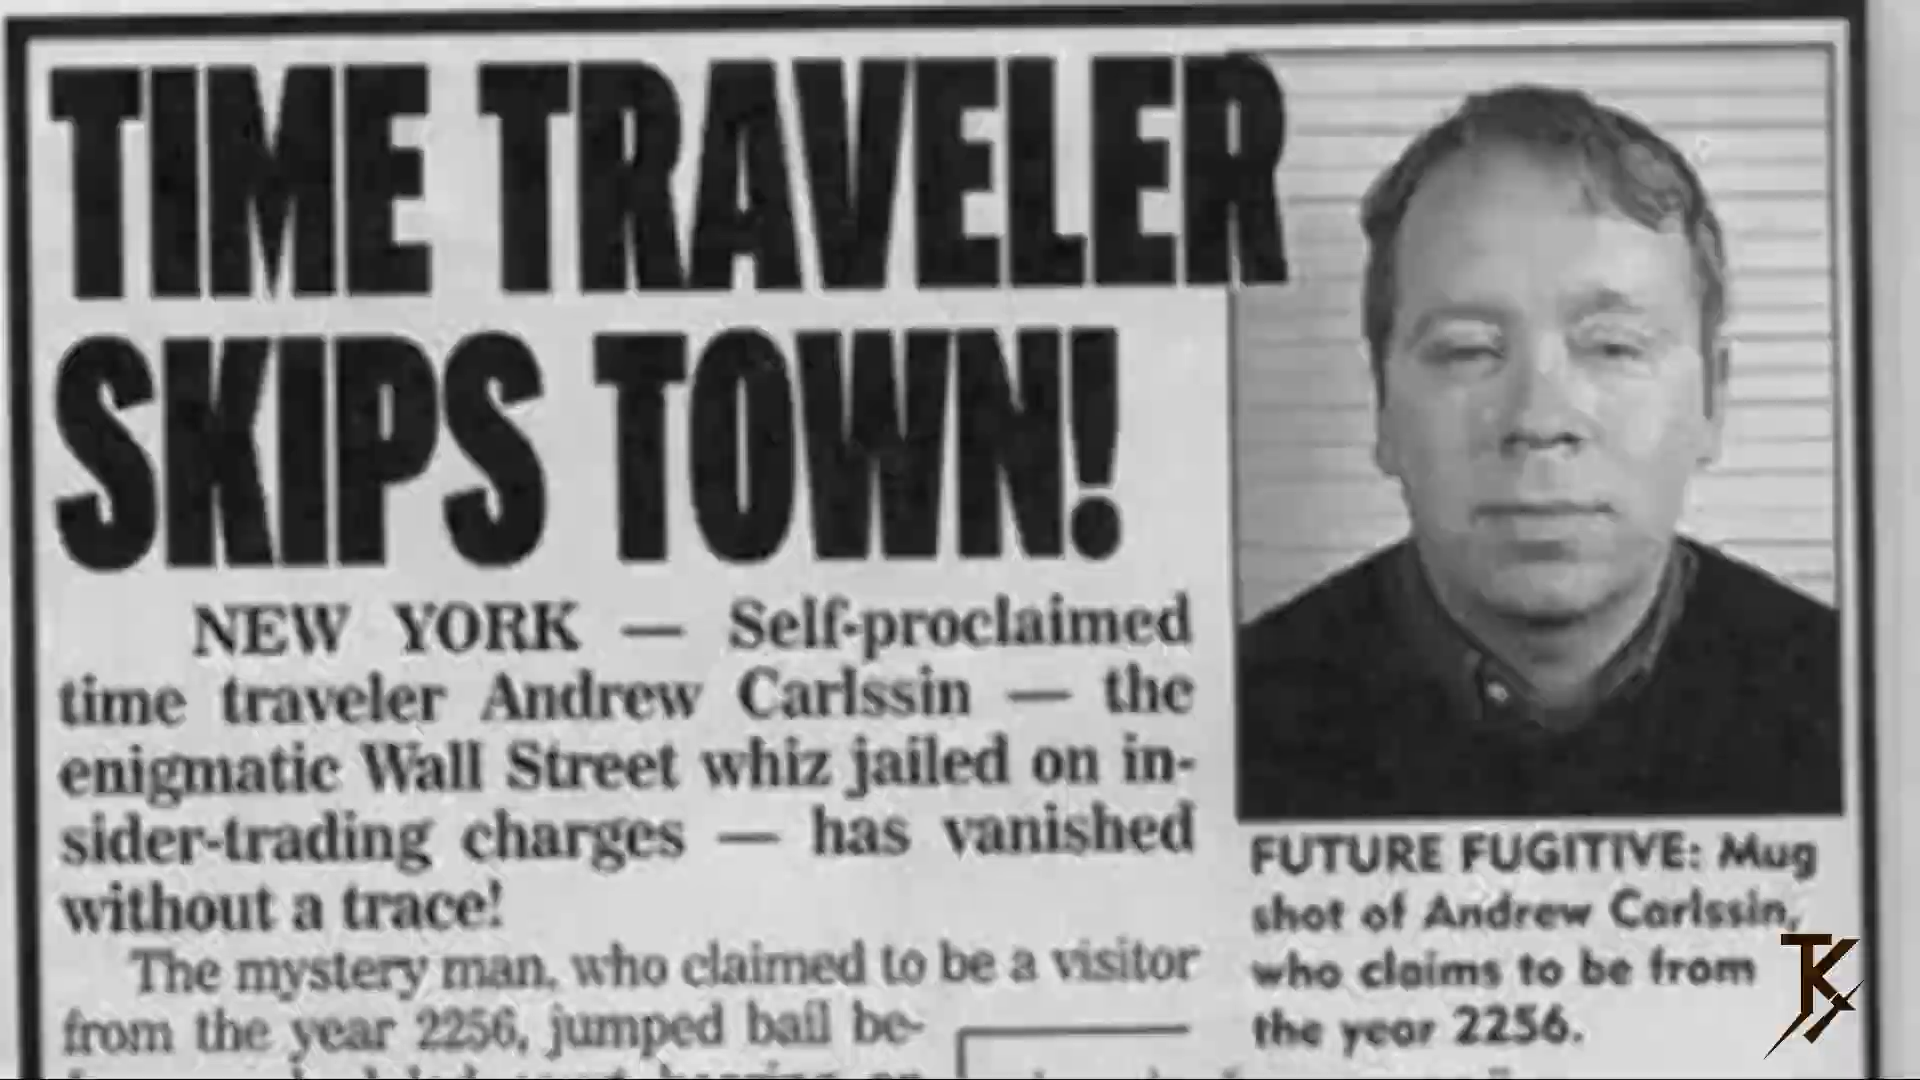 TIME TRAVELER
SKIPS TOWN!
NEW YORK — Self-proclaimed
time traveler Andrew Carlssin — the
enigmatic Wall Street whiz jailed on in-
sider-trading charges — has vanished
without a trace!
The mystery man, who claimed to be a visitor
from the year 2256, jumped bail be-
FUTURE FUGITIVE: Mug
shot of Andrew Carlssin,
who claims to be from
the year 2256.
TK